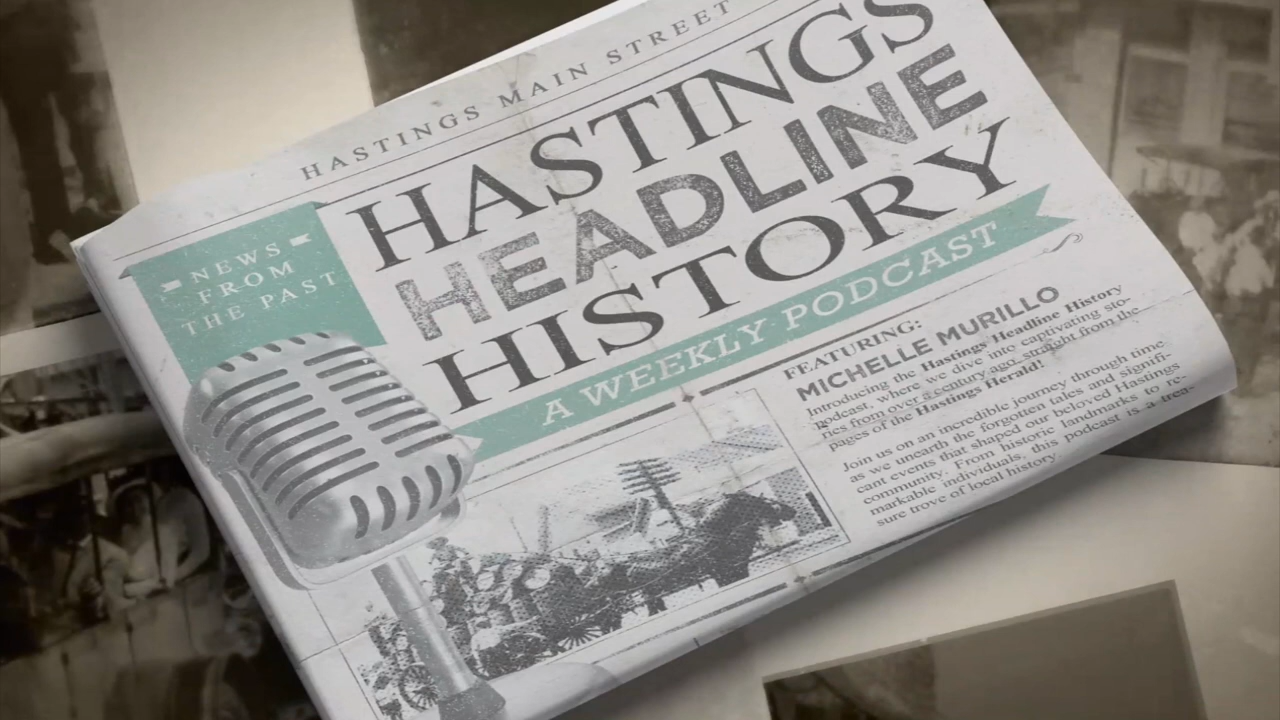 HASTINGS MAIN STREET
HASTINGS
HEADLINE
HISTORY
NEWS
FROM
THE PAST
A WEEKLY PODCAST
FEATURING:
MICHELLE MURILLO
Introducing the Hastings Headline History
podcast, where we dive into captivating sto-
ries from over a century ago straight from the
pages of the Hastings Herald!
Join us on an incredible journey through time
as we unearth the forgotten tales and signifi-
cant events that shaped our beloved Hastings
community. From historic landmarks to re-
markable individuals, this podcast is a trea-
sure trove of local history